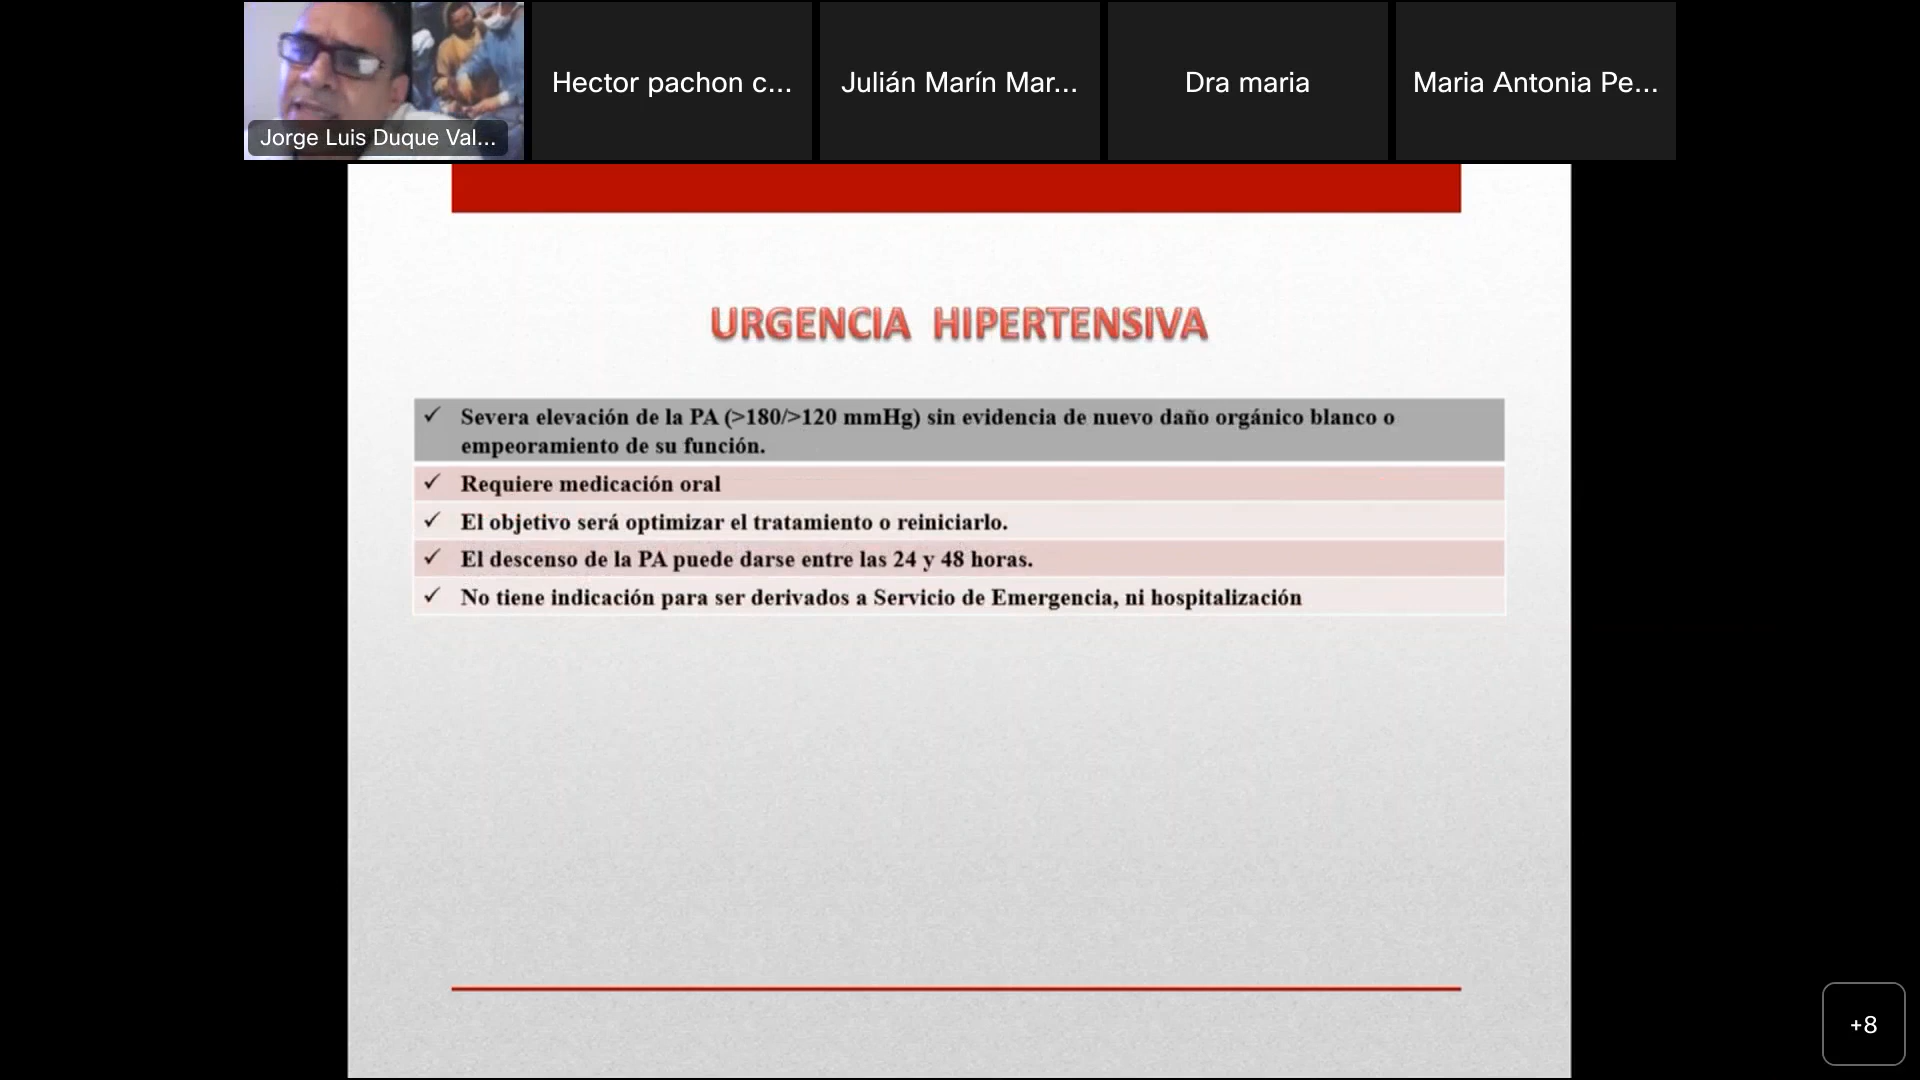 Jorge Luis Duque Val...
Hector pachon c...
Julián Marín Mar...
Dra maria
Maria Antonia Pe...
URGENCIA HIPERTENSIVA
✓ Severa elevación de la PA (>180/>120 mmHg) sin evidencia de nuevo daño orgánico blanco o
empeoramiento de su función.
✓ Requiere medicación oral
✓ El objetivo será optimizar el tratamiento o reiniciarlo.
✓ El descenso de la PA puede darse entre las 24 y 48 horas.
✓ No tiene indicación para ser derivados a Servicio de Emergencia, ni hospitalización
+8